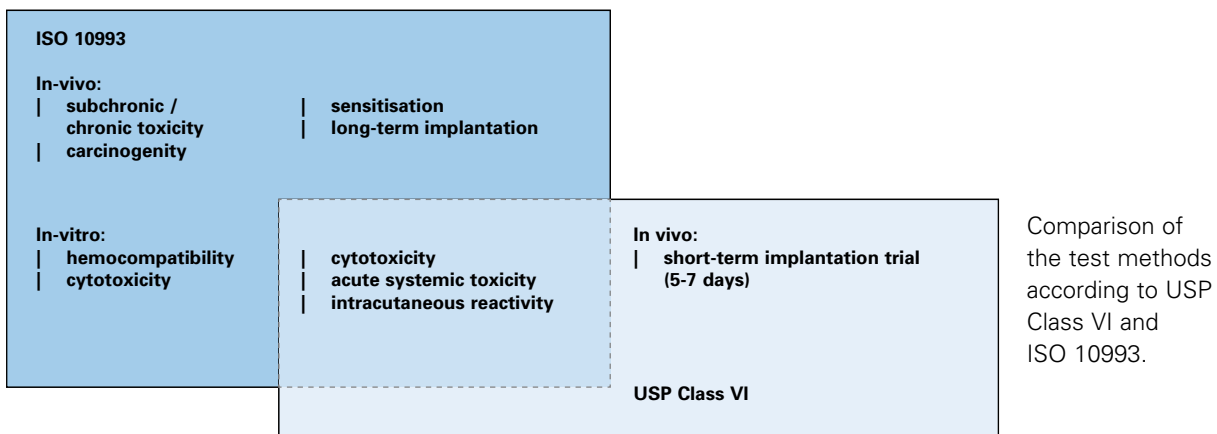 ISO 10993
In-vivo:
| subchronic /
chronic toxicity
| carcinogenity
| sensitisation
| long-term implantation
In-vitro:
| hemocompatibility
| cytotoxicity
| cytotoxicity
| acute systemic toxicity
| intracutaneous reactivity
In vivo:
| short-term implantation trial
(5-7 days)
USP Class VI
Comparison of
the test methods
according to USP
Class VI and
ISO 10993.